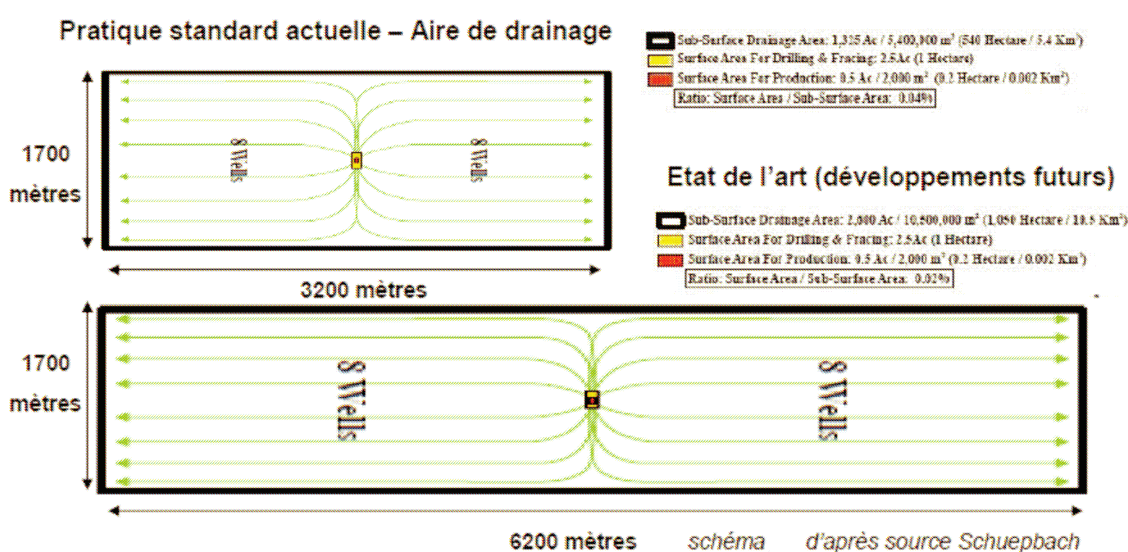 Pratique standard actuelle – Aire de drainage
Sub-Surface Drainage Area: 1,325 Ac / 5,400,000 m² (540 Hectare / 5.4 Km²)
Surface Area For Drilling & Fracing: 2.5Ac (1 Hectare)
Surface Area For Production: 0.5 Ac / 2,000 m² (0.2 Hectare / 0.002 Km²)
Ratio: Surface Area / Sub-Surface Area: 0.04%
1700
mètres
8 Wells
8 Wells
3200 mètres
Etat de l'art (développements futurs)
Sub-Surface Drainage Area: 2,600 Ac / 10,500,000 m² (1,050 Hectare / 10.5 Km²)
Surface Area For Drilling & Fracing: 2.5Ac (1 Hectare)
Surface Area For Production: 0.5 Ac / 2,000 m² (0.2 Hectare / 0.002 Km²)
Ratio: Surface Area / Sub-Surface Area: 0.02%
1700
mètres
8 Wells
8 Wells
6200 mètres
schéma d'après source Schuepbach